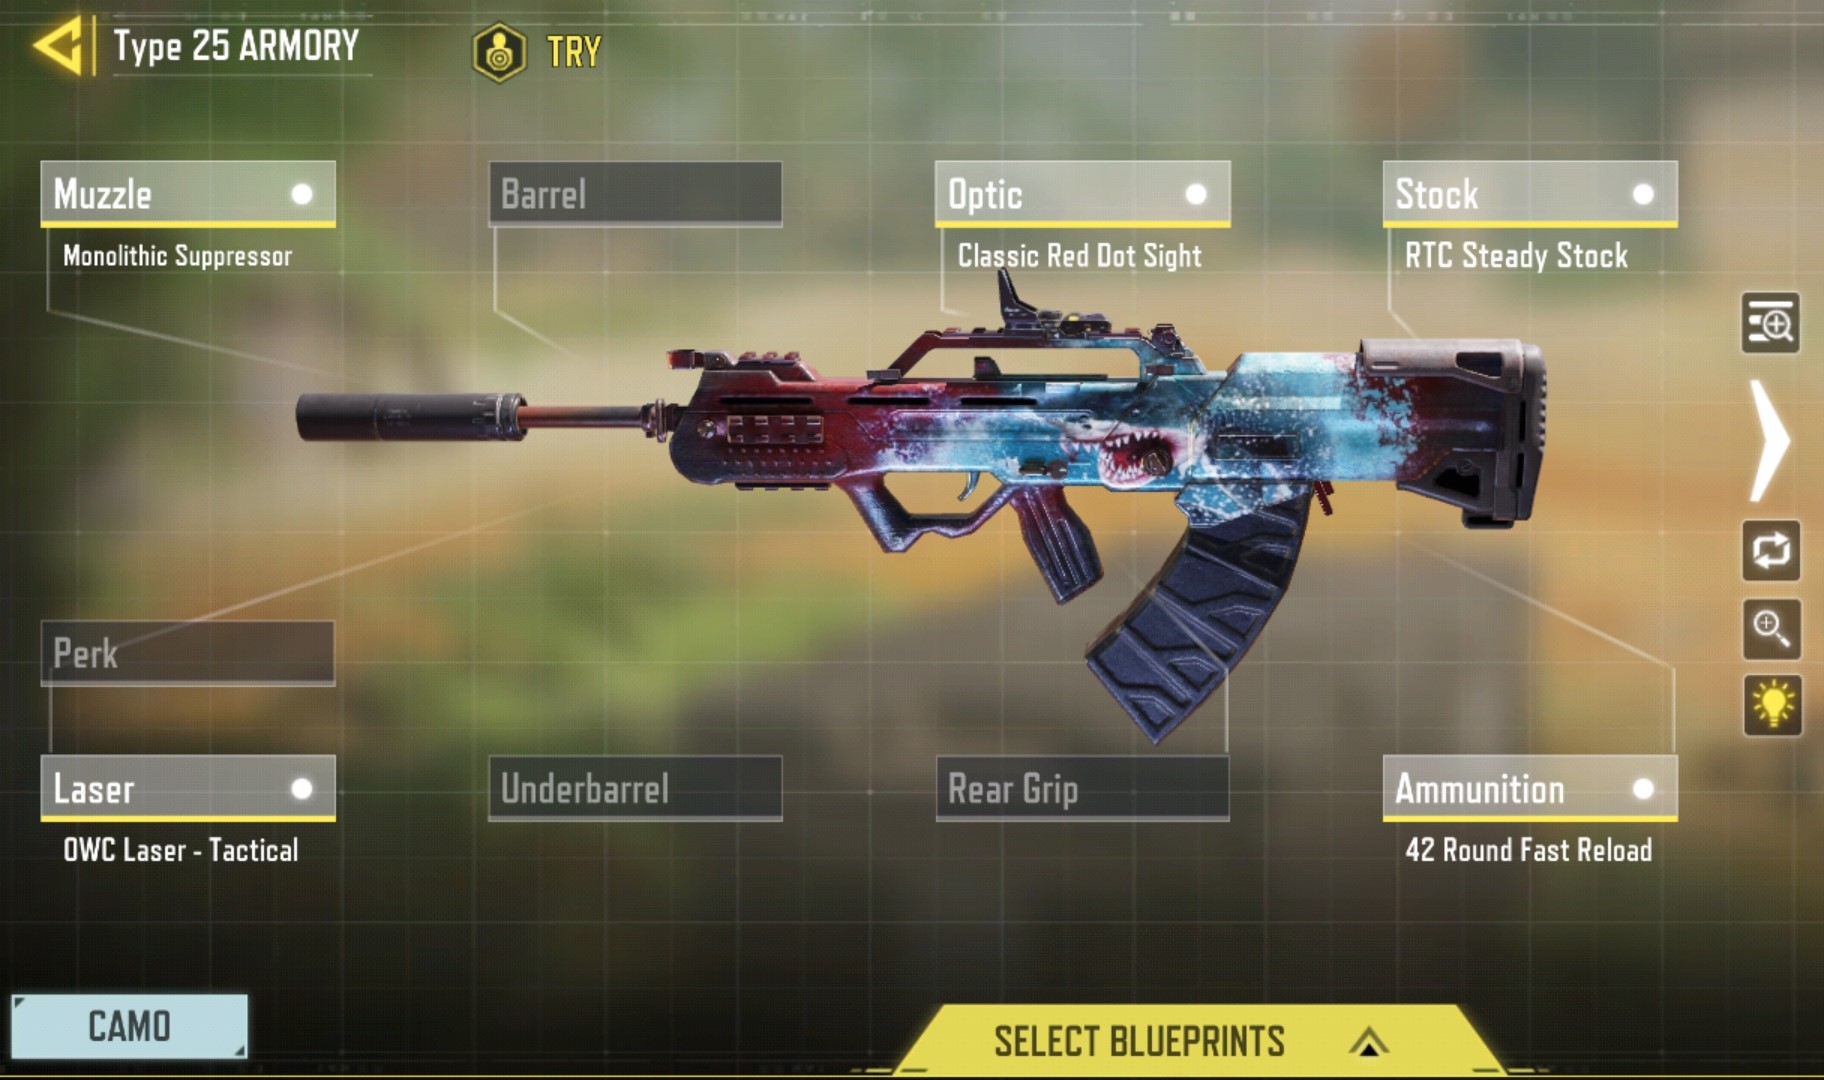 Type 25 ARMORY
TRY
Muzzle
Barrel
Optic
Stock
Monolithic Suppressor
Classic Red Dot Sight
RTC Steady Stock
Perk
Laser
Underbarrel
Rear Grip
Ammunition
OWC Laser - Tactical
42 Round Fast Reload
CAMO
SELECT BLUEPRINTS